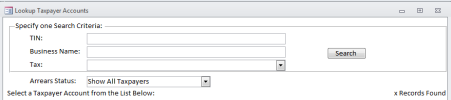 Lookup Taxpayer Accounts
Specify one Search Criteria:
TIN:
Business Name:
Search
Tax:
Arrears Status: Show All Taxpayers
Select a Taxpayer Account from the List Below: x Records Found